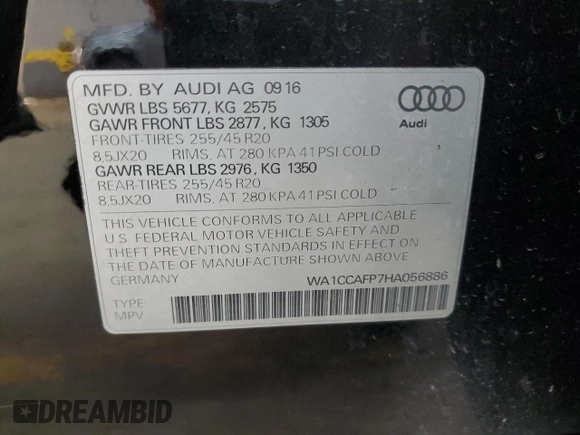 MFD. BY AUDI AG 0916
GVWR LBS 5677, KG 2575
GAWR FRONT LBS 2877, KG 1305
FRONT-TIRES 255/45 R20
8,5JX20 RIMS, AT 280 KPA 41 PSI COLD
GAWR REAR LBS 2976, KG 1350
REAR-TIRES 255/45 R20
8,5JX20 RIMS, AT 280 KPA 41 PSI COLD
THIS VEHICLE CONFORMS TO ALL APPLICABLE
U.S. FEDERAL MOTOR VEHICLE SAFETY AND
THEFT PREVENTION STANDARDS IN EFFECT ON
THE DATE OF MANUFACTURE SHOWN ABOVE
GERMANY WA1CCAFP7HA056886
TYPE
MPV
Audi
DREAMBID